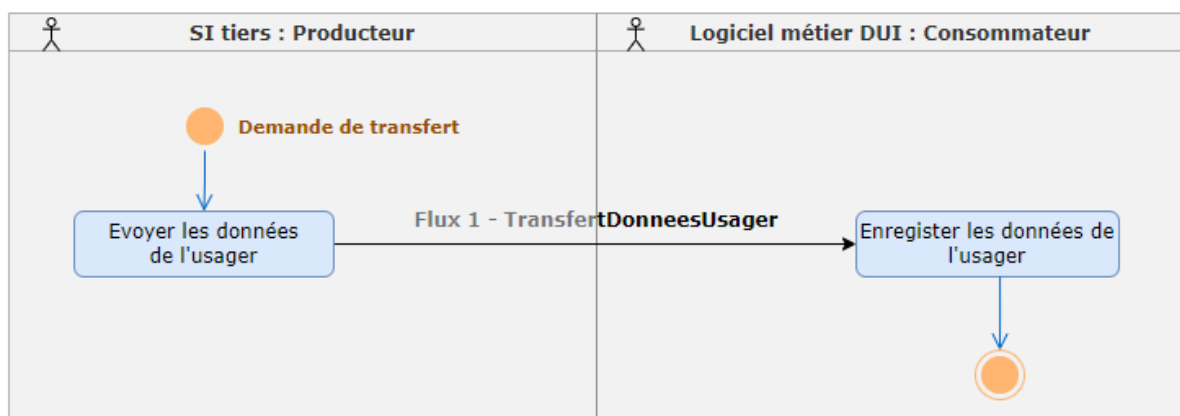 SI tiers : Producteur
Logiciel métier DUI : Consommateur
Demande de transfert
Flux 1 - TransfertDonneesUsager
Evoyer les données
de l'usager
Enregister les données de
l'usager